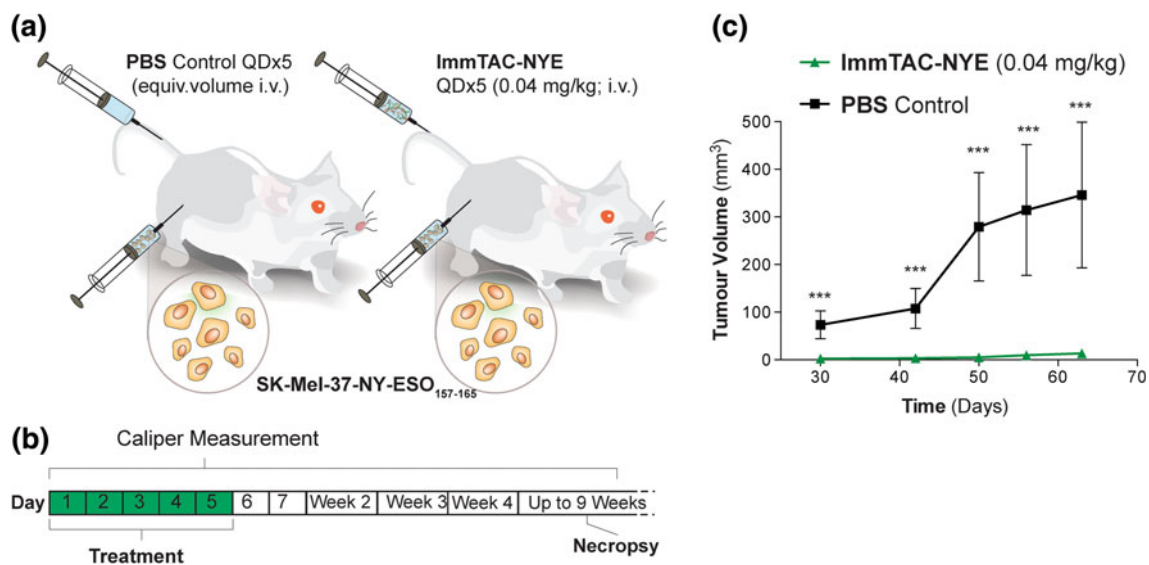 (a)
PBS Control QDx5
(equiv.volume i.v.)
ImmTAC-NYE
QDx5 (0.04 mg/kg; i.v.)
SK-Mel-37-NY-ESO157-165
(b)
Caliper Measurement
Day 1 2 3 4 5 6 7 Week 2 Week 3 Week 4 Up to 9 Weeks
Treatment
Necropsy
(c)
ImmTAC-NYE (0.04 mg/kg)
PBS Control
Tumour Volume (mm³)
500
400
300
200
100
0
***
***
***
***
***
30 40 50 60 70
Time (Days)